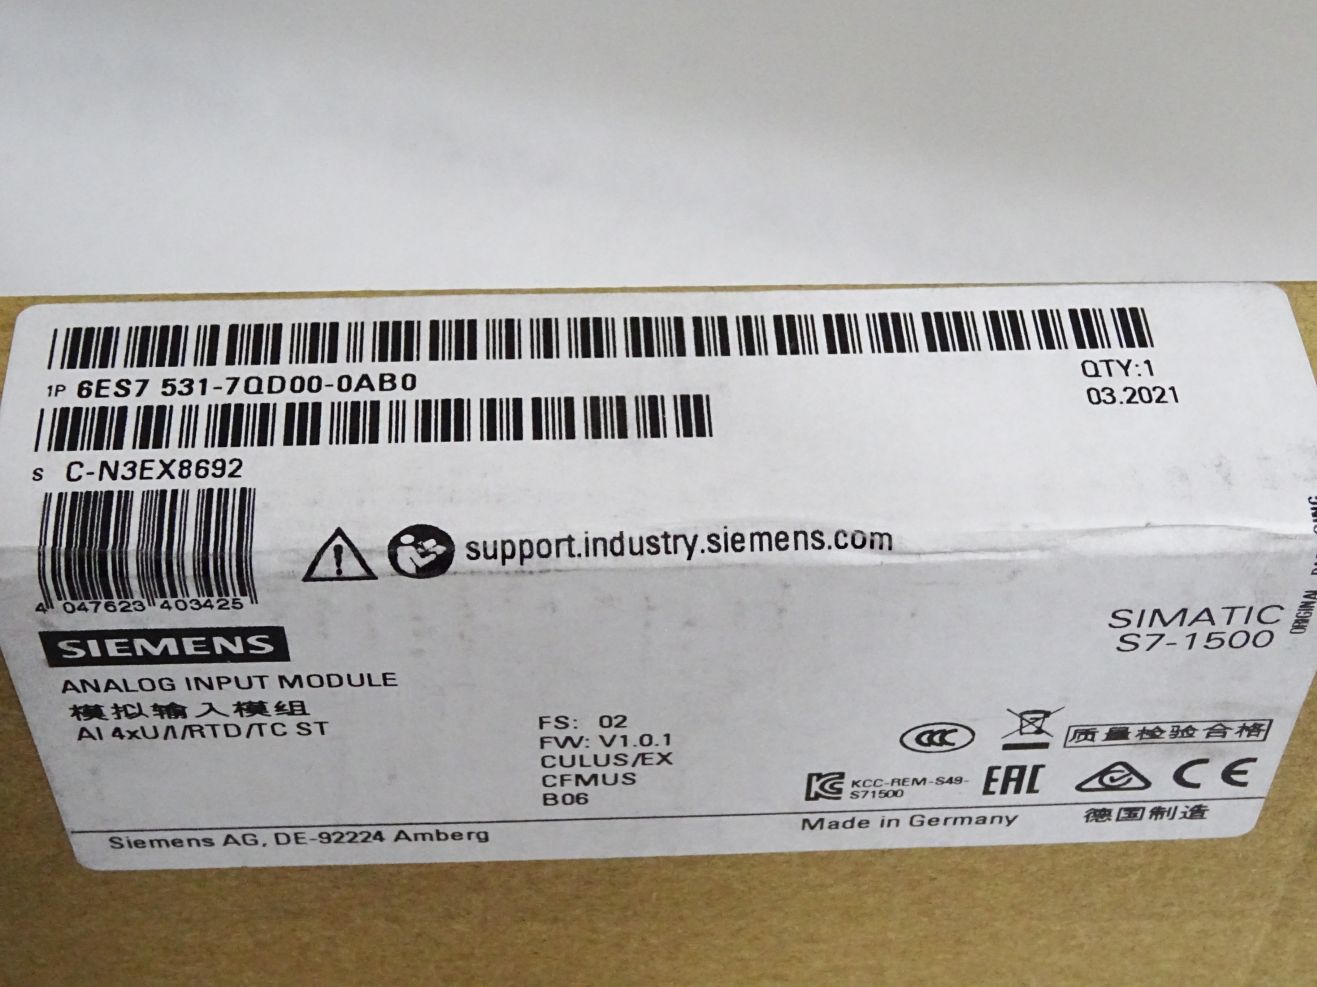 1P 6ES7 531-7QD00-0AB0
QTY:1
03.2021
S C-N3EX8692
4 047623 403425
support.industry.siemens.com
SIEMENS
SIMATIC
S7-1500
ORIGINAL
ANALOG INPUT MODULE
模拟输入模组
AI 4xU/I/RTD/TC ST
FS: 02
FW: V1.0.1
CULUS/EX
CFMUS
B06
CCC
质量检验合格
KCC-REM-S49-
S71500
EAC
CE
Siemens AG, DE-92224 Amberg
Made in Germany
德国制造